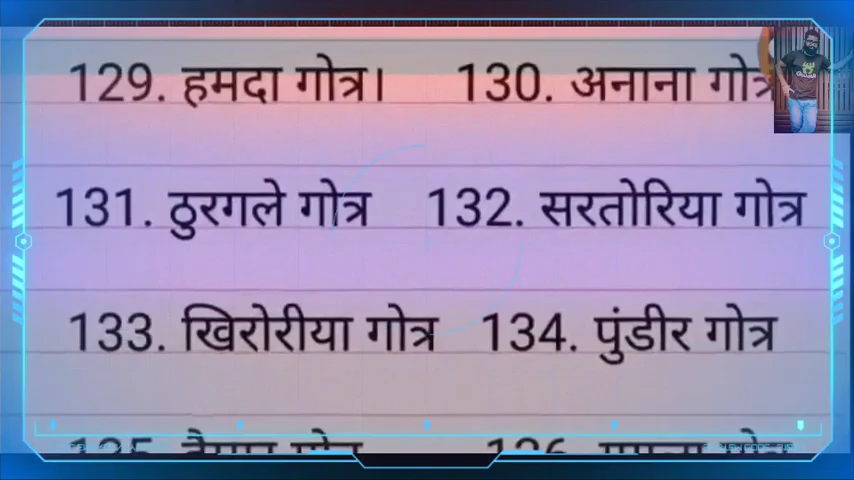 129. हमदा गोत्र। 130. अनाना गोत्र
131. ठुरगले गोत्र 132. सरतोरिया गोत्र
133. खिरोरीया गोत्र 134. पुंडीर गोत्र